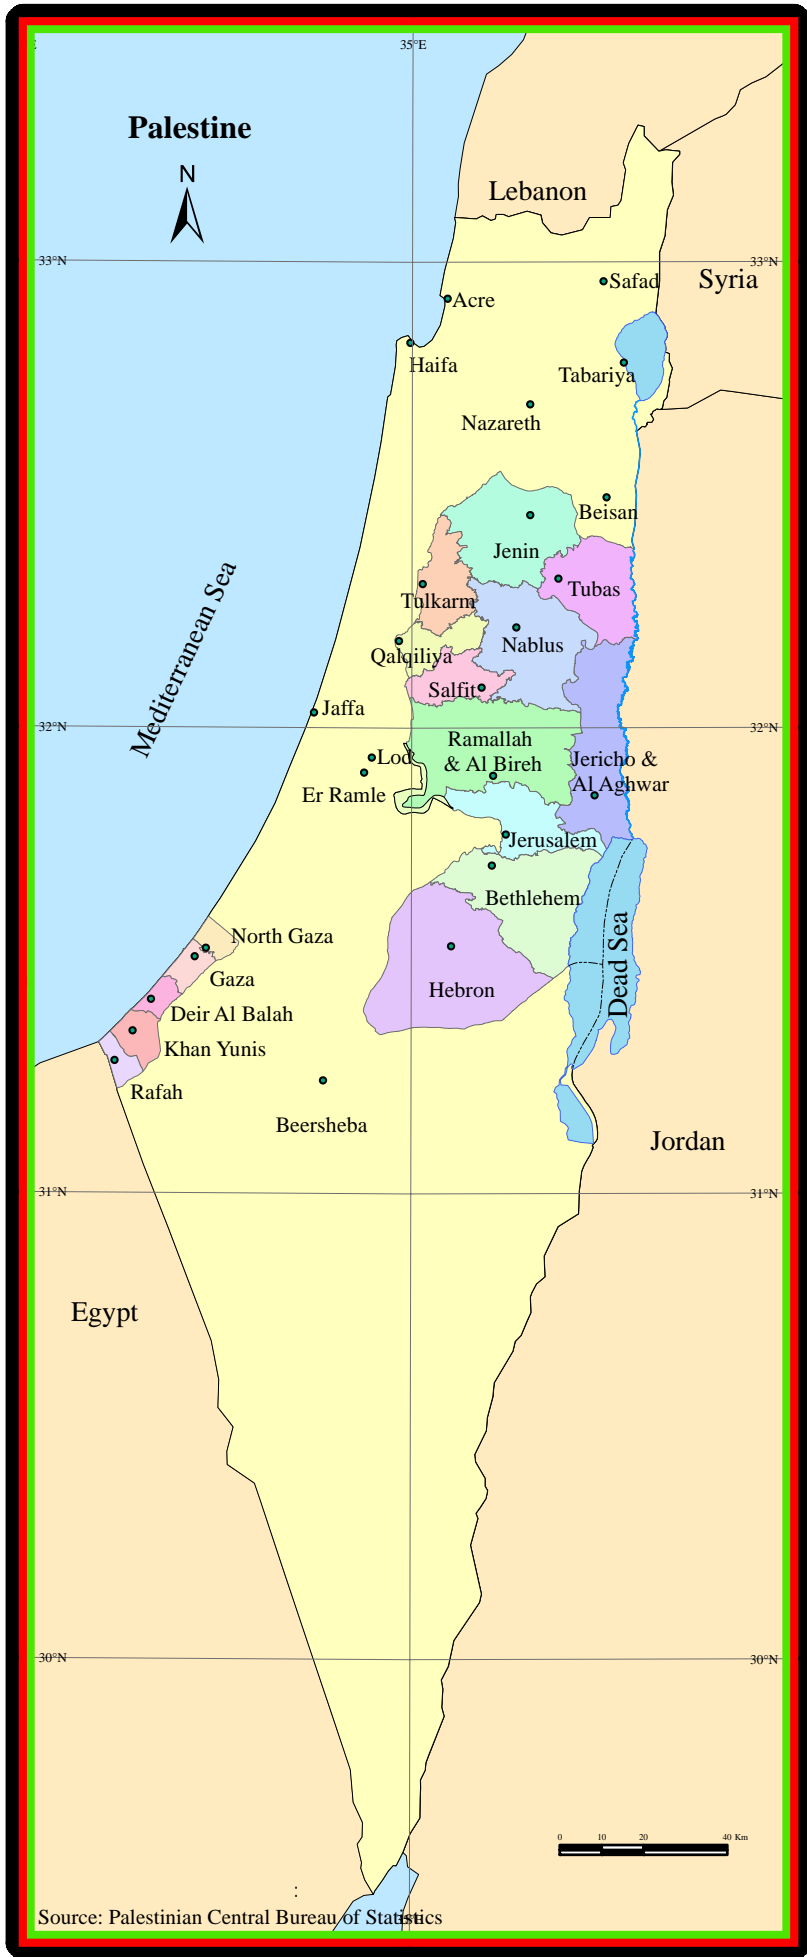 35°E
Palestine
N
Lebanon
33°N
33°N
Safad
Syria
Acre
Haifa
Tabariya
Nazareth
Beisan
Jenin
Tubas
Tulkarm
Nablus
Qalqiliya
Mediterranean Sea
Salfit
Jaffa
32°N
32°N
Ramallah
& Al Bireh
Lod
Jericho &
Al Aghwar
Er Ramle
Jerusalem
Bethlehem
North Gaza
Dead Sea
Gaza
Hebron
Deir Al Balah
Khan Yunis
Rafah
Beersheba
Jordan
31°N
31°N
Egypt
30°N
30°N
0 10 20 40 Km
:
Source: Palestinian Central Bureau of Statistics